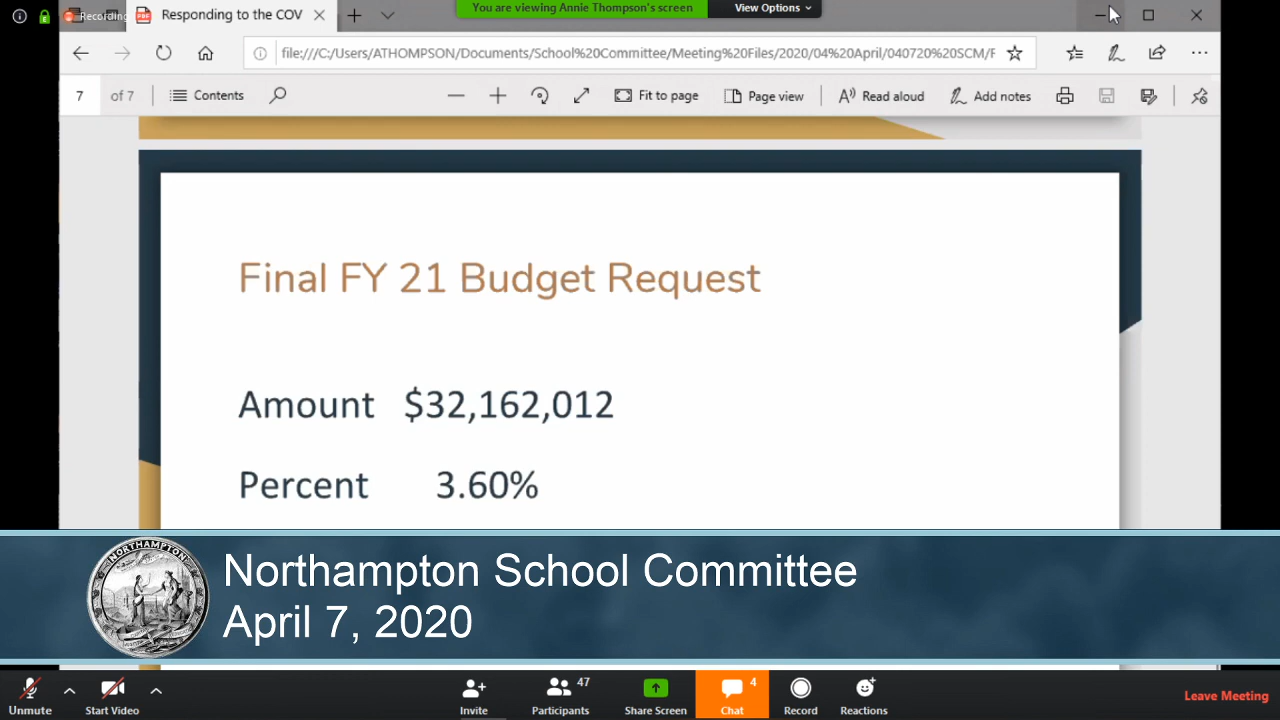 Recording
Responding to the COV
You are viewing Annie Thompson's screen
View Options
file:///C:/Users/ATHOMPSON/Documents/School%20Committee/Meeting%20Files/2020/04%20April/040720%20SCM/F
7 of 7
Contents
Fit to page
Page view
Read aloud
Add notes
Final FY 21 Budget Request
Amount $32,162,012
Percent 3.60%
NORTHAMPTON
Northampton School Committee
April 7, 2020
Unmute
Start Video
Invite
Participants 47
Share Screen
Chat 4
Record
Reactions
Leave Meeting